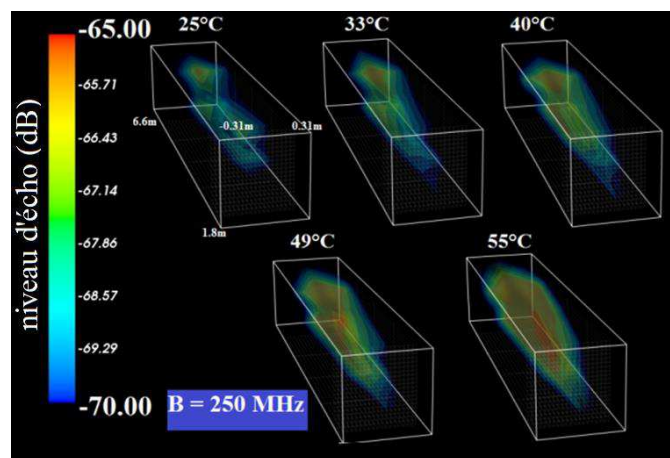 -65.00
-65.71
-66.43
-67.14
-67.86
-68.57
-69.29
-70.00
niveau d'écho (dB)
25°C
33°C
40°C
6.6m
-0.31m
0.31m
1.8m
49°C
55°C
B = 250 MHz